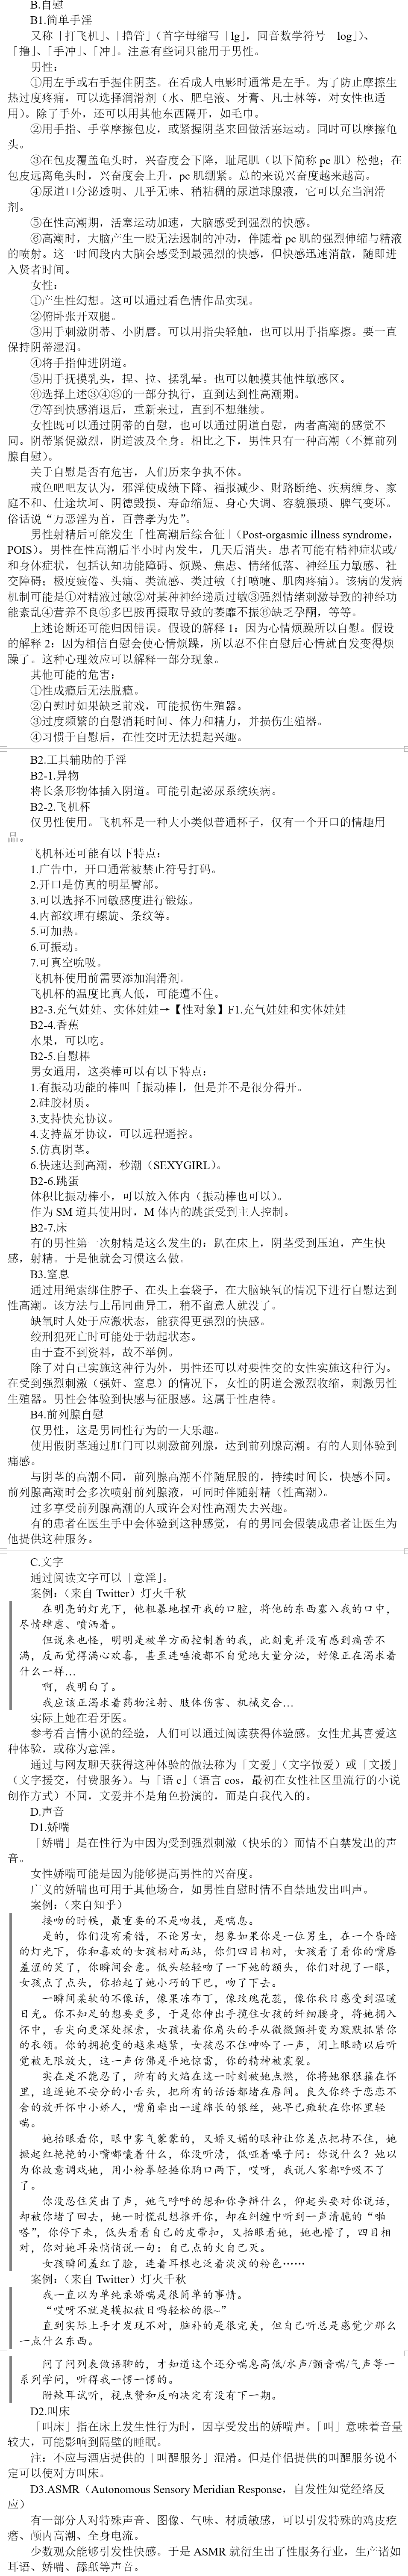 B.自慰
B1.简单手淫
又称「打飞机」、「撸管」（首字母缩写「lg」，同音数学符号「log」）、
「撸」、「手冲」、「冲」。注意有些词只能用于男性。
男性：
①用左手或右手握住阴茎。在看成人电影时通常是左手。为了防止摩擦生
热过度疼痛，可以选择润滑剂（水、肥皂液、牙膏、凡士林等，对女性也适
用）。除了手外，还可以用其他东西隔开，如毛巾。
②用手指、手掌摩擦包皮，或紧握阴茎来回做活塞运动。同时可以摩擦龟
头。
③在包皮覆盖龟头时，兴奋度会下降，耻尾肌（以下简称 pc 肌）松弛；在
包皮远离龟头时，兴奋度会上升，pc 肌绷紧。总的来说兴奋度越来越高。
④尿道口分泌透明、几乎无味、稍粘稠的尿道球腺液，它可以充当润滑
剂。
⑤在性高潮期，活塞运动加速，大脑感受到强烈的快感。
⑥高潮时，大脑产生一股无法遏制的冲动，伴随着 pc 肌的强烈伸缩与精液
的喷射。这一时间段内大脑会感受到最强烈的快感，但快感迅速消散，随即进
入贤者时间。
女性：
①产生性幻想。这可以通过看色情作品实现。
②俯卧张开双腿。
③用手刺激阴蒂、小阴唇。可以用指尖轻触，也可以用手指摩擦。要一直
保持阴蒂湿润。
④将手指伸进阴道。
⑤用手抚摸乳头，捏、拉、揉乳晕。也可以触摸其他性敏感区。
⑥选择上述③④⑤的一部分执行，直到达到性高潮期。
⑦等到快感消退后，重新来过，直到不想继续。
女性既可以通过阴蒂的自慰，也可以通过阴道自慰，两者高潮的感觉不
同。阴蒂紧促激烈，阴道波及全身。相比之下，男性只有一种高潮（不算前列
腺自慰）。
关于自慰是否有危害，人们历来争执不休。
戒色吧吧友认为，邪淫使成绩下降、福报减少、财路断绝、疾病缠身、家
庭不和、仕途坎坷、阴德毁损、寿命缩短、身心失调、容貌猥琐、脾气变坏。
俗话说“万恶淫为首，百善孝为先”。
男性射精后可能发生「性高潮后综合征」（Post-orgasmic illness syndrome，
POIS）。男性在性高潮后半小时内发生，几天后消失。患者可能有精神症状或/
和身体症状，包括认知功能障碍、烦躁、焦虑、情绪低落、神经压力敏感、社
交障碍；极度疲倦、头痛、类流感、类过敏（打喷嚏、肌肉疼痛）。该病的发病
机制可能是①对精液过敏②对某种神经递质过敏③强烈情绪刺激导致的神经功
能紊乱④营养不良⑤多巴胺再摄取导致的萎靡不振⑥缺乏孕酮，等等。
上述论断还可能归因错误。假设的解释 1：因为心情烦躁所以自慰。假设
的解释 2：因为相信自慰会使心情烦躁，所以忍不住自慰后心情就自发变得烦
躁了。这种心理效应可以解释一部分现象。
其他可能的危害：
①性成瘾后无法脱瘾。
②自慰时如果缺乏前戏，可能损伤生殖器。
③过度频繁的自慰消耗时间、体力和精力，并损伤生殖器。
④习惯于自慰后，在性交时无法提起兴趣。
B2.工具辅助的手淫
B2-1.异物
将长条形物体插入阴道。可能引起泌尿系统疾病。
B2-2.飞机杯
仅男性使用。飞机杯是一种大小类似普通杯子，仅有一个开口的情趣用
品。
飞机杯还可能有以下特点：
1.广告中，开口通常被禁止符号打码。
2.开口是仿真的明星臀部。
3.可以选择不同敏感度进行锻炼。
4.内部纹理有螺旋、条纹等。
5.可加热。
6.可振动。
7.可真空吮吸。
飞机杯使用前需要添加润滑剂。
飞机杯的温度比真人低，可能遭不住。
B2-3.充气娃娃、实体娃娃→【性对象】F1.充气娃娃和实体娃娃
B2-4.香蕉
水果，可以吃。
B2-5.自慰棒
男女通用，这类棒可以有以下特点：
1.有振动功能的棒叫「振动棒」，但是并不是很分得开。
2.硅胶材质。
3.支持快充协议。
4.支持蓝牙协议，可以远程遥控。
5.仿真阴茎。
6.快速达到高潮，秒潮（SEXYGIRL）。
B2-6.跳蛋
体积比振动棒小，可以放入体内（振动棒也可以）。
作为 SM 道具使用时，M 体内的跳蛋受到主人控制。
B2-7.床
有的男性第一次射精是这么发生的：趴在床上，阴茎受到压迫，产生快
感，射精。于是他就会习惯这么做。
B3.窒息
通过用绳索绑住脖子、在头上套袋子，在大脑缺氧的情况下进行自慰达到
性高潮。该方法与上吊同曲异工，稍不留意人就没了。
缺氧时人处于应激状态，能获得更强烈的快感。
绞刑犯死亡时可能处于勃起状态。
由于查不到资料，故不举例。
除了对自己实施这种行为外，男性还可以对要性交的女性实施这种行为。
在受到强烈刺激（强奸、窒息）的情况下，女性的阴道会激烈收缩，刺激男性
生殖器。男性会体验到快感与征服感。这属于性虐待。
B4.前列腺自慰
仅男性，这是男同性行为的一大乐趣。
使用假阴茎通过肛门可以刺激前列腺，达到前列腺高潮。有的人则体验到
痛感。
与阴茎的高潮不同，前列腺高潮不伴随屁股的，持续时间长，快感不同。
前列腺高潮时会多次喷射前列腺液，可同时伴随射精（性高潮）。
过多享受前列腺高潮的人或许会对性高潮失去兴趣。
有的患者在医生手中会体验到这种感觉，有的男同会假装成患者让医生为
他提供这种服务。
C.文字
通过阅读文字可以「意淫」。
案例：（来自 Twitter）灯火千秋
在明亮的灯光下，他粗暴地捏开我的口腔，将他的东西塞入我的口中，
尽情肆虐、喷洒着。
但说来也怪，明明是被单方面控制着的我，此刻竟并没有感到痛苦不
满，反而觉得满心欢喜，甚至连唾液都不自觉地大量分泌，好像正在渴求着
什么一样…
啊，我明白了。
我应该正渴求着药物注射、肢体伤害、机械交合…
实际上她在看牙医。
参考看言情小说的经验，人们可以通过阅读获得体验感。女性尤其喜爱这
种体验，或称为意淫。
通过与网友聊天获得这种体验的做法称为「文爱」（文字做爱）或「文援」
（文字援交，付费服务）。与「语 c」（语言 cos，最初在女性社区里流行的小说
创作方式）不同，文爱并不是角色扮演的，而是自我代入的。
D.声音
D1.娇喘
「娇喘」是在性行为中因为受到强烈刺激（快乐的）而情不自禁发出的声
音。
女性娇喘可能是因为能够提高男性的兴奋度。
广义的娇喘也可用于其他场合，如男性自慰时情不自禁地发出叫声。
案例：（来自知乎）
接吻的时候，最重要的不是吻技，是喘息。
是的，你们没有看错，不论男女，想象如果你是一位男生，在一个昏暗
的灯光下，你和喜欢的女孩相对而站，你们四目相对，女孩看了看你的嘴唇
羞涩的笑了，你瞬间会意。低头轻轻吻了一下她的额头，你们对视了一眼，
女孩点了点头，你抬起了她小巧的下巴，吻了下去。
一瞬间柔软的不像话，像果冻布丁，像玫瑰花蕊，像你秋日感受到温暖
日光。你不知足的想要更多，于是你伸出手揽住女孩的纤细腰身，将她拥入
怀中，舌尖向更深处探索，女孩扶着你肩头的手从微微颤抖变为默默抓紧你
的衣领。你的拥抱变的越来越紧，女孩忍不住呻吟了一声，闭上眼睛以后听
觉被无限放大，这一声仿佛是平地惊雷，你的精神被震裂。
实在是不能忍了，所有的火焰在这一时刻被她点燃，你将她狠狠箍在怀
里，追逐她不安分的小舌头，把所有的话语都堵在唇间。良久你终于恋恋不
舍的放开怀中小娇人，嘴角牵出一道绵长的银丝，她早已瘫软在你怀里轻
喘。
她抬眼看你，眼中雾气蒙蒙的，又娇又媚的眼神让你差点把持不住，她
撅起红艳艳的小嘴嘟囔着什么，你没听清，低哑着嗓子问：你说什么？她以
为你故意调戏她，用小粉拳轻捶你胸口两下，哎呀，我说人家都呼吸不了
了。
你没忍住笑出了声，她气呼呼的想和你争辩什么，仰起头要对你说话，
却被你堵了回去，她一时慌乱想推开你，却在纠缠中听到一声清脆的“啪
嗒”，你停下来，低头看看自己的皮带扣，又抬眼看她，她也懵了，四目相
对，你对她耳朵悄悄说一句：自己点的火自己灭。
女孩瞬间羞红了脸，连着耳根也泛着淡淡的粉色……
案例：（来自 Twitter）灯火千秋
我一直以为单纯录娇喘是很简单的事情。
“哎呀不就是模拟被日吗轻松的很~”
直到实际上手才发现不对，脑补的是很完美，但自己听总是感觉少那么
一点什么东西。
问了问列表做语聊的，才知道这个还分喘息高低/水声/颤音喘/气声等一
系列学问，听得我一愣一愣的。
附辣耳试听，视点赞和反响决定有没有下一期。
D2.叫床
「叫床」指在床上发生性行为时，因享受发出的娇喘声。「叫」意味着音量
较大，可能影响到隔壁的睡眠。
注：不应与酒店提供的「叫醒服务」混淆。但是伴侣提供的叫醒服务说不
定可以使对方叫床。
D3.ASMR（Autonomous Sensory Meridian Response，自发性知觉经络反
应）
有一部分人对特殊声音、图像、气味、材质敏感，可以引发特殊的鸡皮疙
瘩、颅内高潮、全身电流。
少数观众能够引发性快感。于是 ASMR 就衍生出了性服务行业，生产诸如
耳语、娇喘、舔舐等声音。